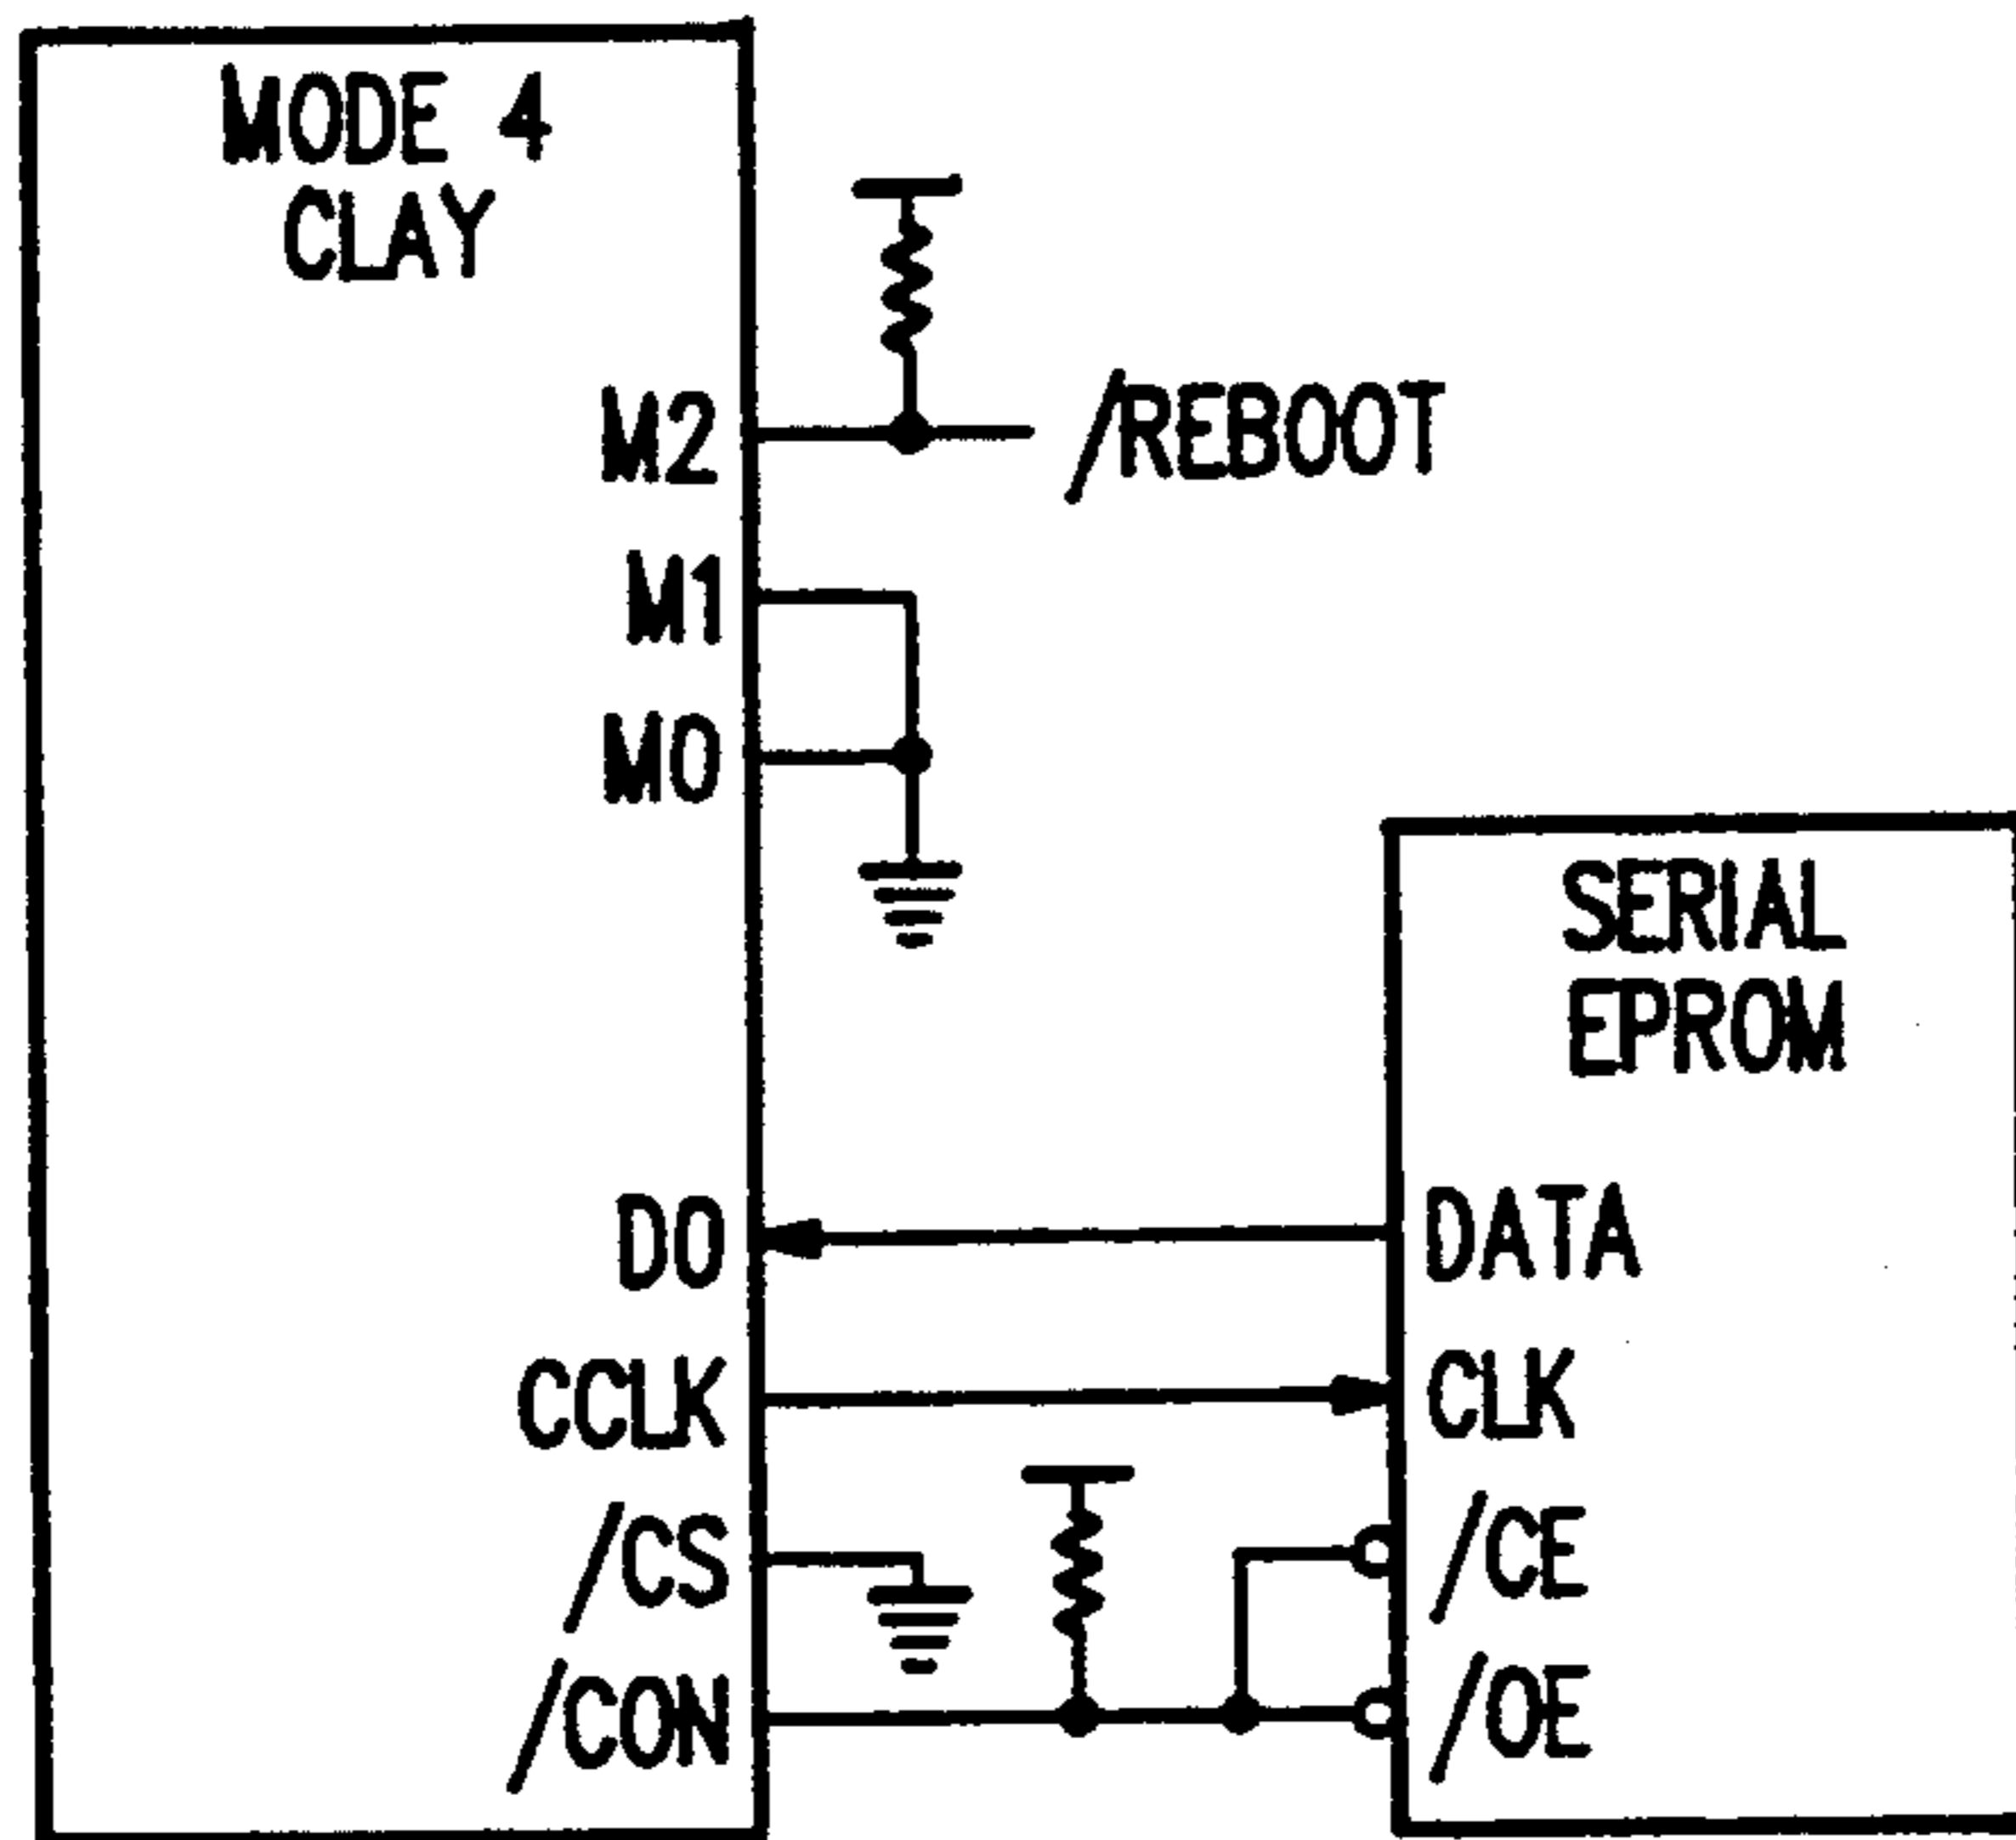 MODE 4
CLAY
M2
/REBOOT
M1
M0
SERIAL
EPROM
D0
DATA
CCLK
CLK
/CS
/CE
/CON
/OE